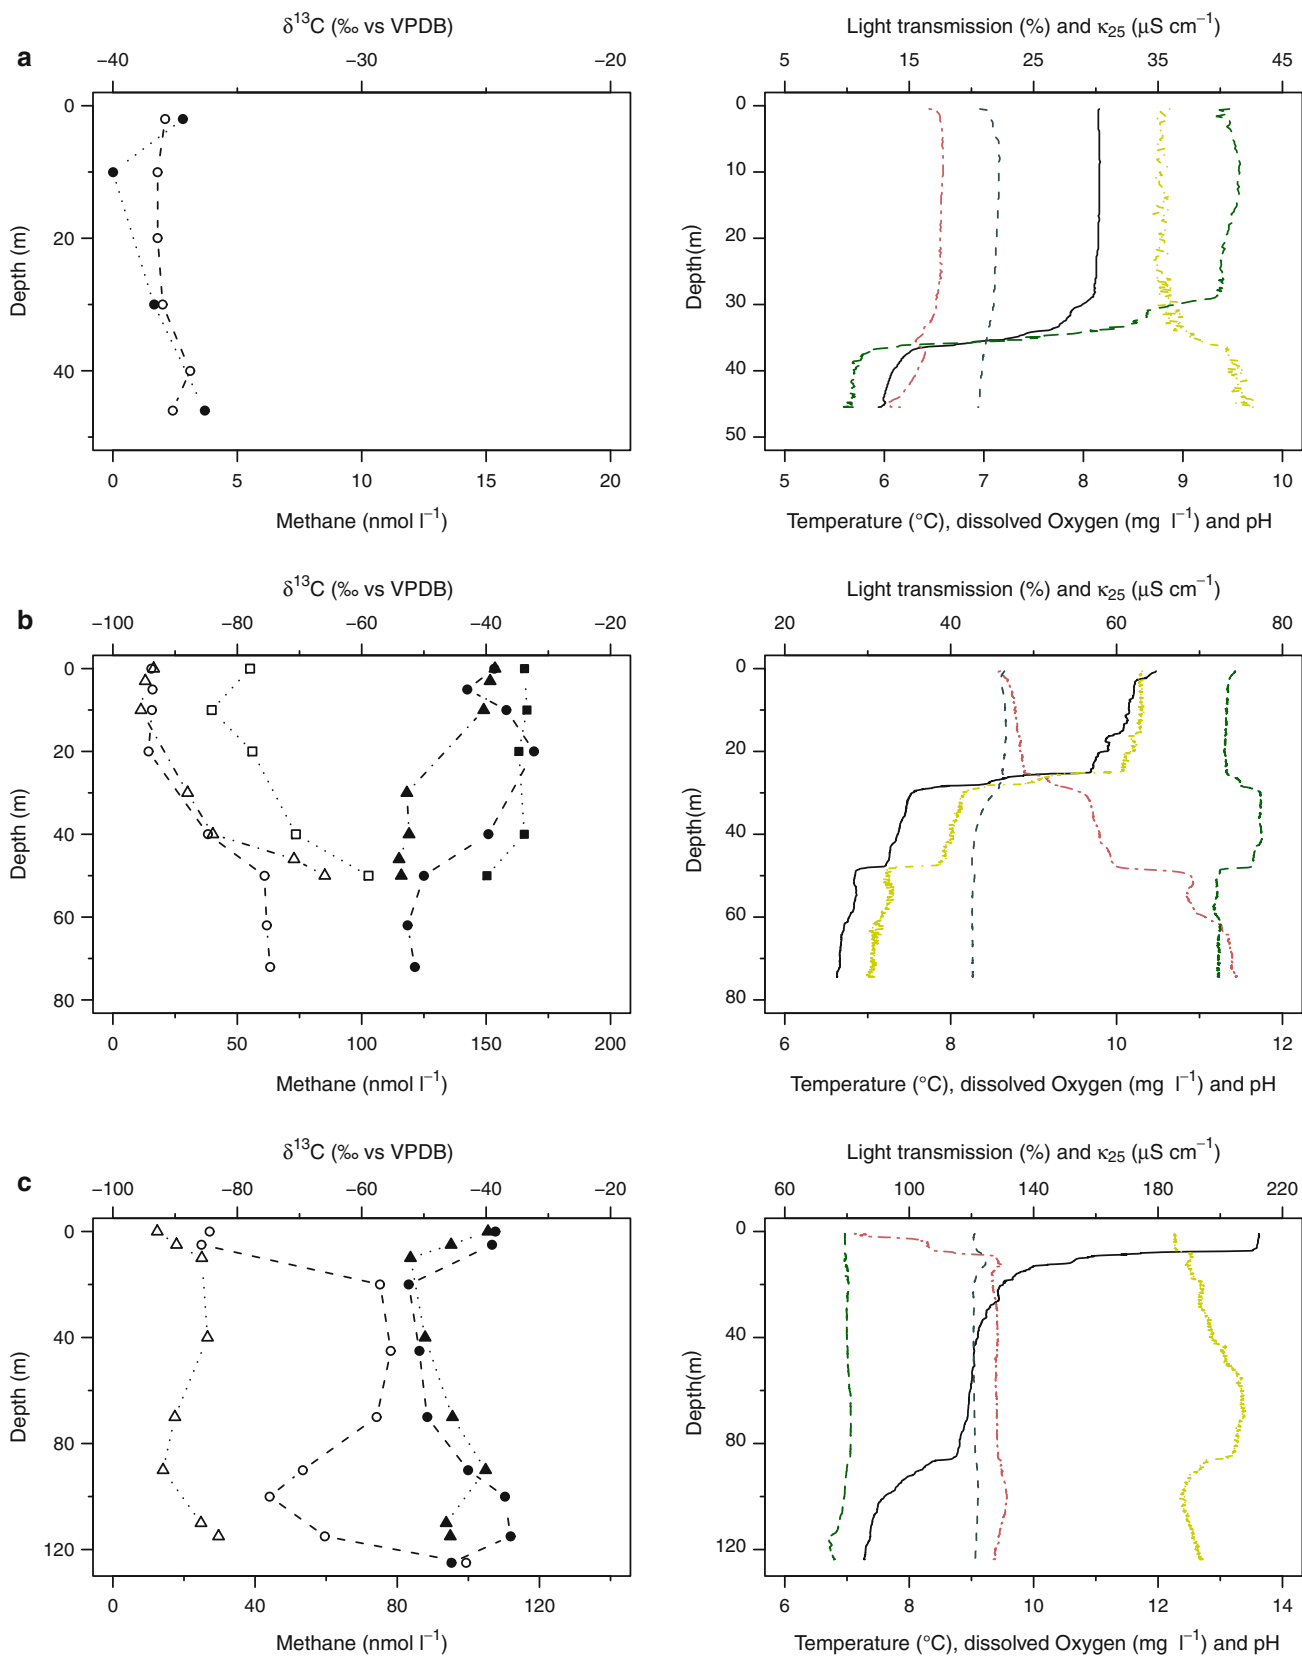 a
δ13C (‰ vs VPDB)
−40 −30 −20
0
20
40
Depth (m)
0 5 10 15 20
Methane (nmol l−1)
Light transmission (%) and κ25 (μS cm−1)
5 15 25 35 45
0
10
20
30
40
50
Depth(m)
5 6 7 8 9 10
Temperature (°C), dissolved Oxygen (mg l−1) and pH
b
δ13C (‰ vs VPDB)
−100 −80 −60 −40 −20
0
20
40
60
80
Depth (m)
0 50 100 150 200
Methane (nmol l−1)
Light transmission (%) and κ25 (μS cm−1)
20 40 60 80
0
20
40
60
80
Depth(m)
6 8 10 12
Temperature (°C), dissolved Oxygen (mg l−1) and pH
c
δ13C (‰ vs VPDB)
−100 −80 −60 −40 −20
0
40
80
120
Depth (m)
0 40 80 120
Methane (nmol l−1)
Light transmission (%) and κ25 (μS cm−1)
60 100 140 180 220
0
40
80
120
Depth(m)
6 8 10 12 14
Temperature (°C), dissolved Oxygen (mg l−1) and pH